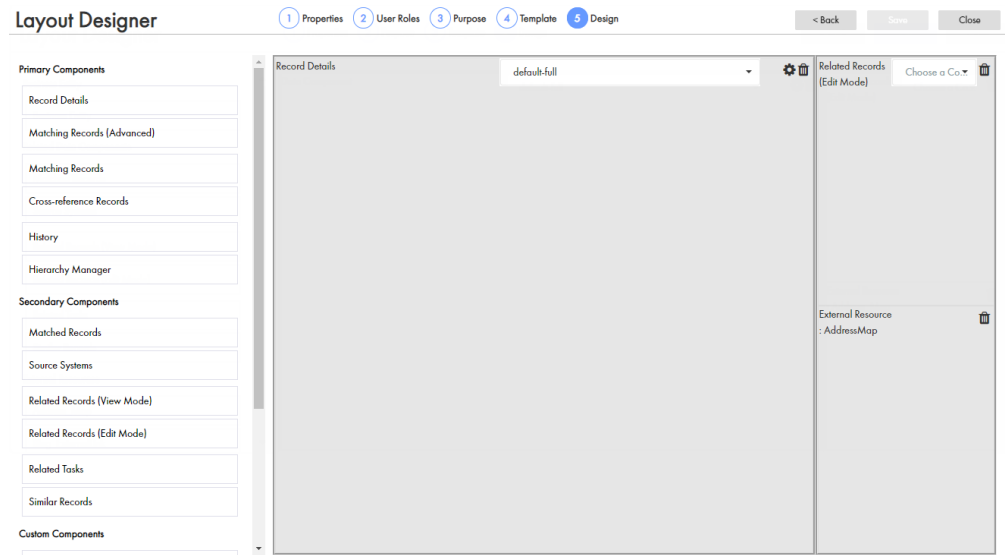 Layout Designer
1 Properties 2 User Roles 3 Purpose 4 Template 5 Design
< Back Save Close
Primary Components
Record Details
Matching Records (Advanced)
Matching Records
Cross-reference Records
History
Hierarchy Manager
Secondary Components
Matched Records
Source Systems
Related Records (View Mode)
Related Records (Edit Mode)
Related Tasks
Similar Records
Custom Components
Record Details default-full
Related Records
(Edit Mode)
Choose a Co..
External Resource
: AddressMap